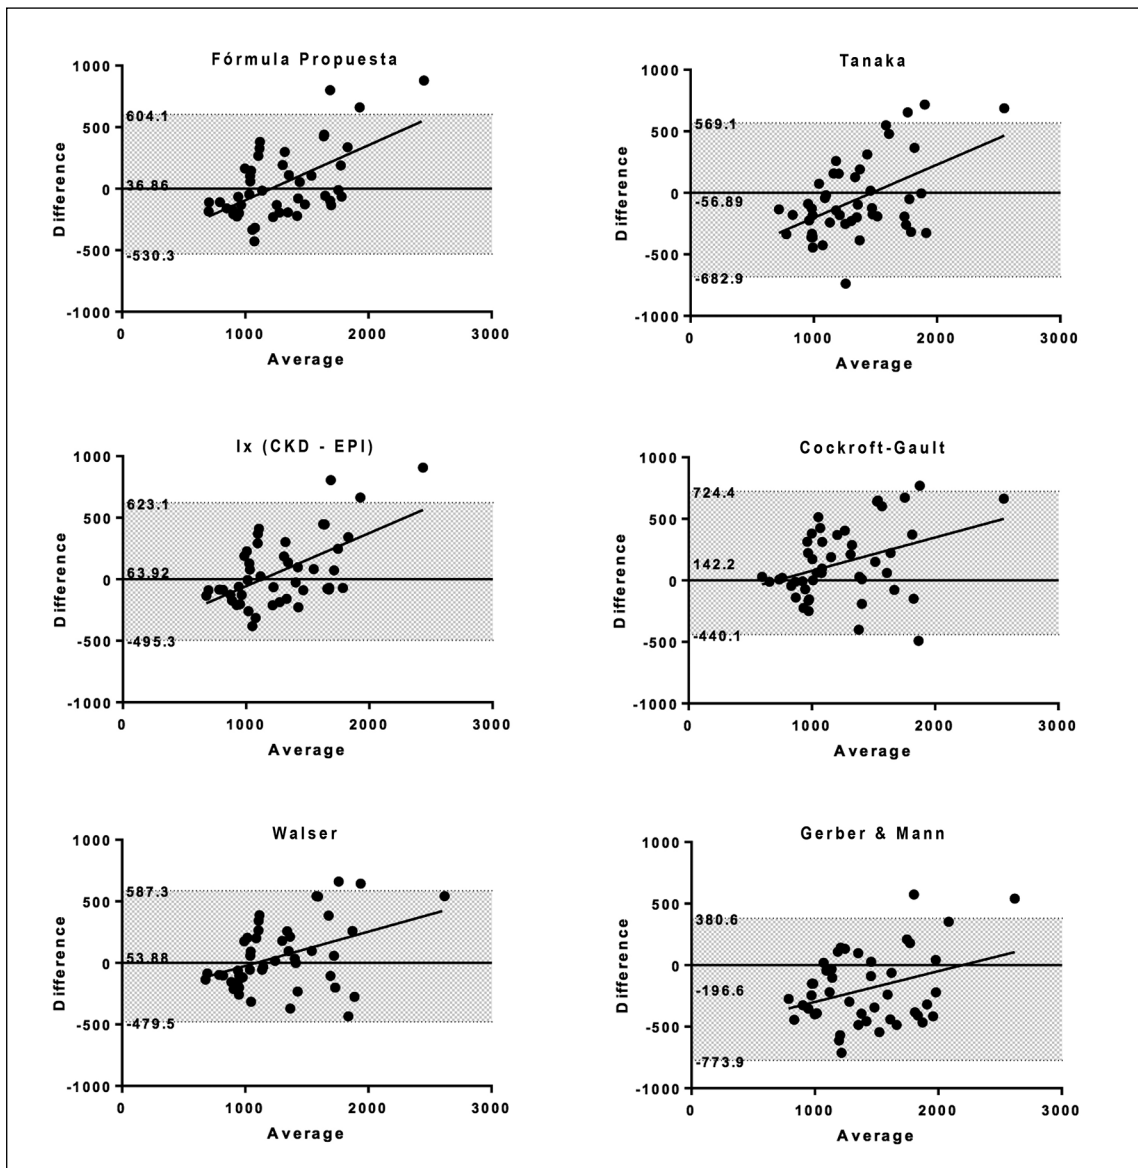 Fórmula Propuesta
1000
604.1
500
36.86
0
-500
-530.3
-1000
0 1000 2000 3000
Difference
Average
Tanaka
1000
569.1
500
0
-56.89
-500
-682.9
-1000
0 1000 2000 3000
Difference
Average
Ix (CKD - EPI)
1000
623.1
500
63.92
0
-495.3
-500
-1000
0 1000 2000 3000
Difference
Average
Cockroft-Gault
1000
724.4
500
142.2
0
-440.1
-500
-1000
0 1000 2000 3000
Difference
Average
Walser
1000
587.3
500
53.88
0
-479.5
-500
-1000
0 1000 2000 3000
Difference
Average
Gerber & Mann
1000
500
380.6
0
-196.6
-500
-773.9
-1000
0 1000 2000 3000
Difference
Average